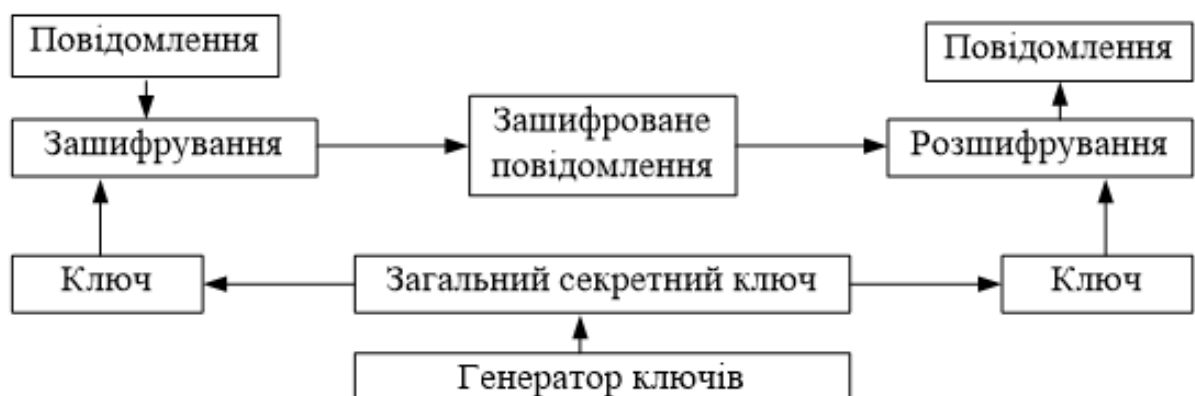 Повідомлення
Повідомлення
Зашифрування
Зашифроване
повідомлення
Розшифрування
Ключ
Загальний секретний ключ
Ключ
Генератор ключів